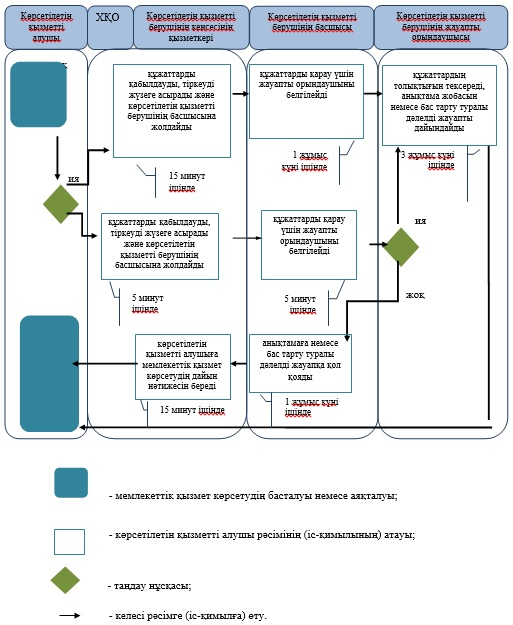 Көрсетілетін
қызметті
алушы
ХҚО
Көрсетілетін қызметті
берушінің кеңсесінің
қызметкері
Көрсетілетін қызметті
берушінің басшысы
Көрсетілетін қызметті
берушінің жауапты
орындаушысы
құжаттарды
қабылдауды, тіркеуді
жүзеге асырады және
көрсетілетін қызметті
берушінің басшысына
жолдайды
15 минут
ішінде
құжаттарды қарау үшін
жауапты орындаушыны
белгілейді
1 жұмыс
күні ішінде
құжаттардың
толықтығын тексереді,
анықтама жобасын
немесе бас тарту туралы
дәлелді жауапты
дайындайды
3 жұмыс күні
ішінде
ия
құжаттарды қабылдауды,
тіркеуді жүзеге асырады
және көрсетілетін
қызметті берушінің
басшысына жолдайды
5 минут
ішінде
құжаттарды қарау
үшін жауапты
орындаушыны
белгілейді
5 минут
ішінде
ия
жоқ
көрсетілетін
қызметті алушыға
мемлекеттік қызмет
көрсетудің дайын
нәтижесін береді
15 минут ішінде
анықтамаға немесе
бас тарту туралы
дәлелді жауапқа қол
қояды
1 жұмыс күні
ішінде
- мемлекеттік қызмет көрсетудің басталуы немесе аяқталуы;
- көрсетілетін қызметті алушы рәсімінің (іс-қимылының) атауы;
- таңдау нұсқасы;
- келесі рәсімге (іс-қимылға) өту.